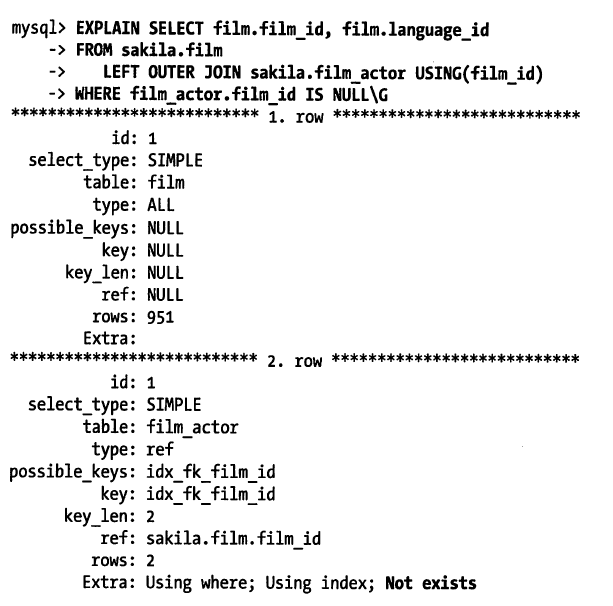 mysql> EXPLAIN SELECT film.film_id, film.language_id
-> FROM sakila.film
-> LEFT OUTER JOIN sakila.film_actor USING(film_id)
-> WHERE film_actor.film_id IS NULL\G
*************************** 1. row ***************************
id: 1
select_type: SIMPLE
table: film
type: ALL
possible_keys: NULL
key: NULL
key_len: NULL
ref: NULL
rows: 951
Extra:
*************************** 2. row ***************************
id: 1
select_type: SIMPLE
table: film_actor
type: ref
possible_keys: idx_fk_film_id
key: idx_fk_film_id
key_len: 2
ref: sakila.film.film_id
rows: 2
Extra: Using where; Using index; Not exists